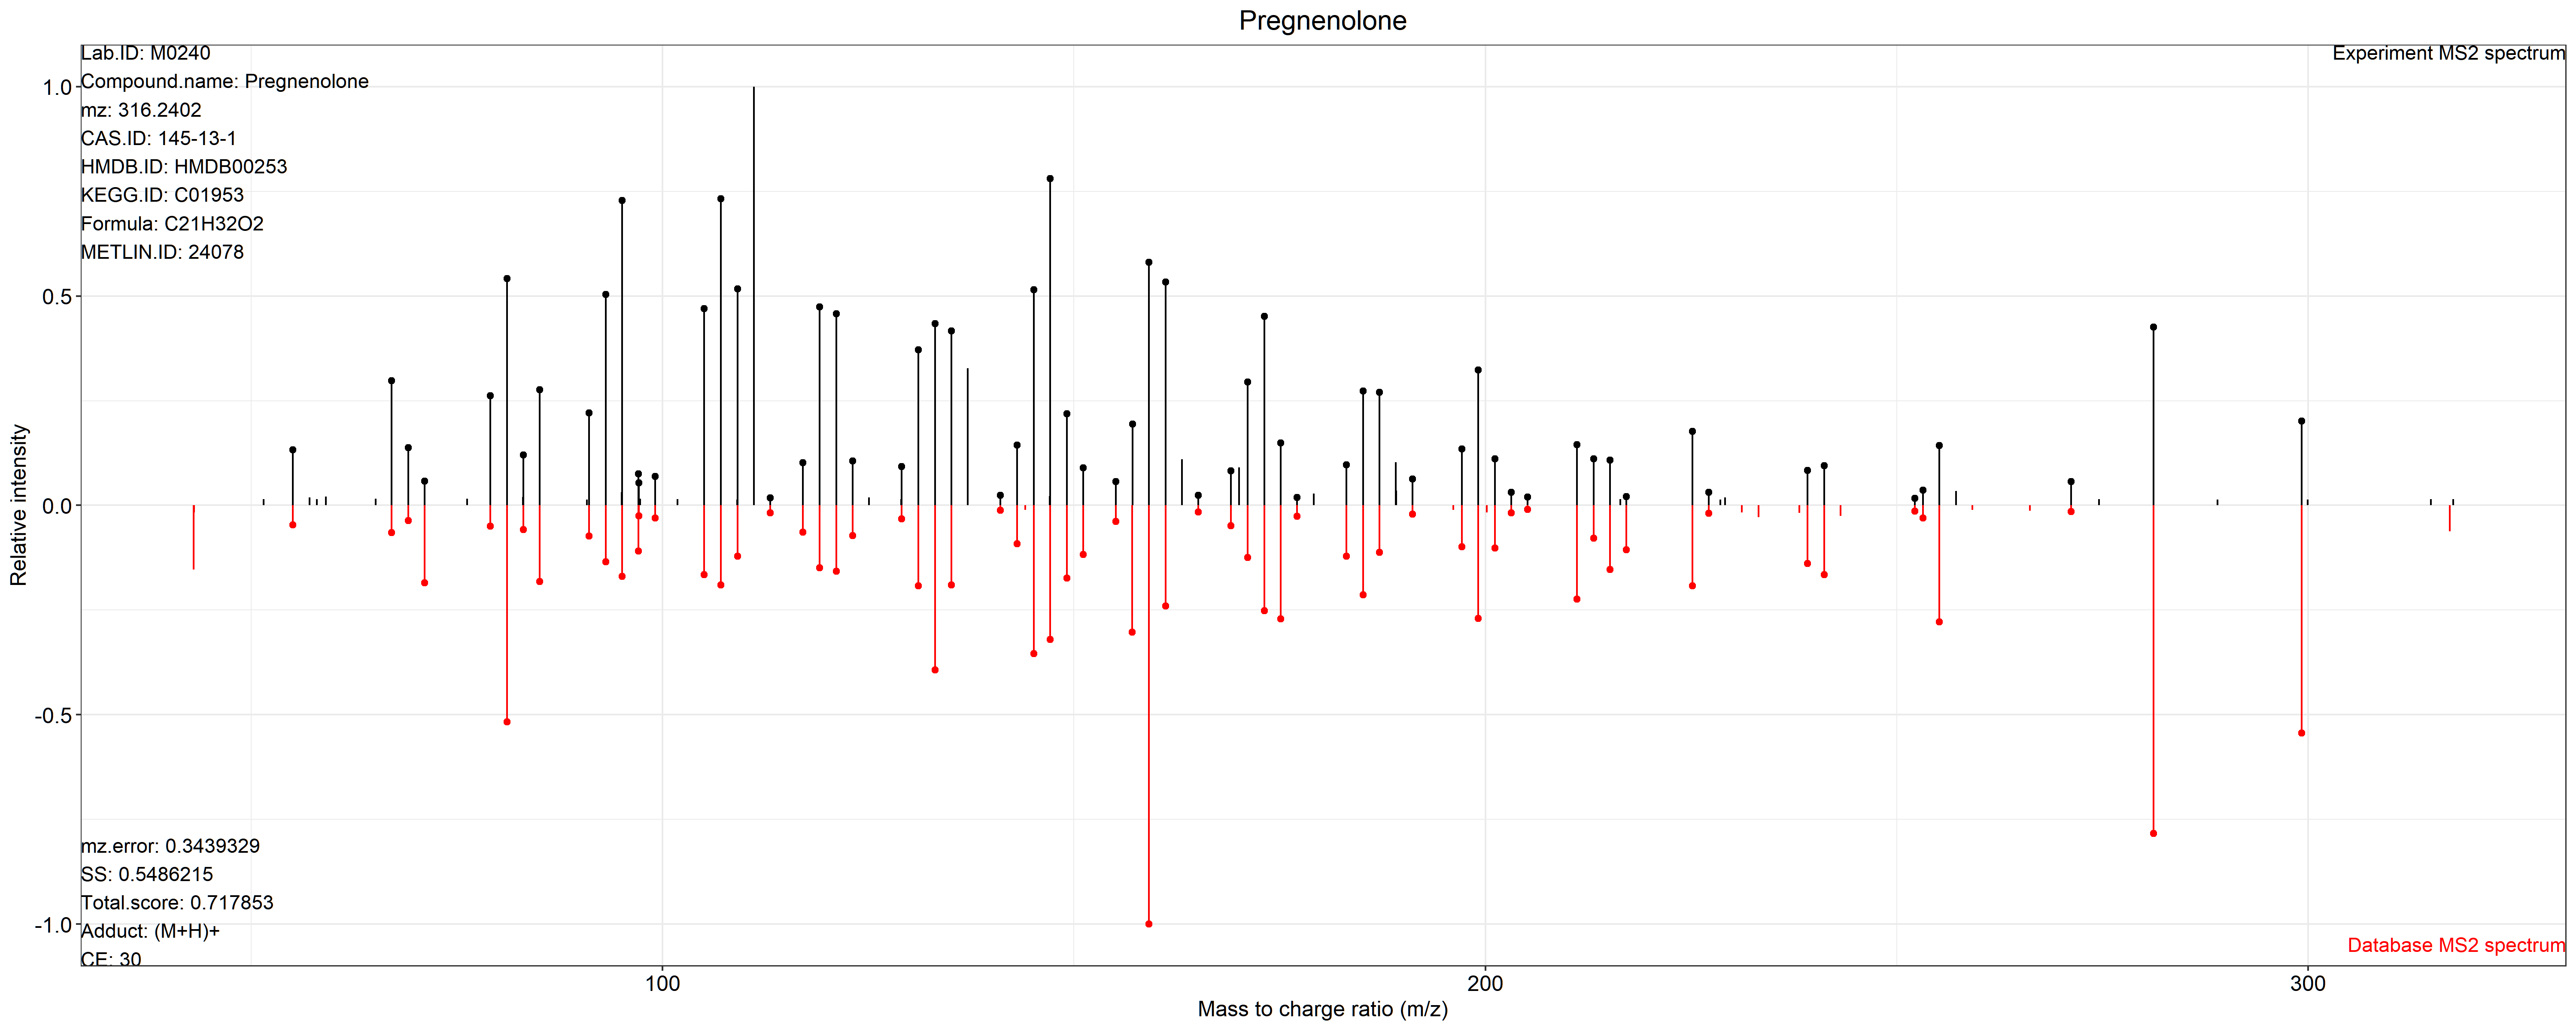 Pregnenolone
Lab.ID: M0240
Experiment MS2 spectrum
Compound.name: Pregnenolone
mz: 316.2402
CAS.ID: 145-13-1
HMDB.ID: HMDB00253
KEGG.ID: C01953
Formula: C21H32O2
METLIN.ID: 24078
1.0
0.5
0.0
-0.5
-1.0
Relative intensity
mz.error: 0.3439329
SS: 0.5486215
Total.score: 0.717853
Adduct: (M+H)+
CE: 30
Database MS2 spectrum
100
200
300
Mass to charge ratio (m/z)